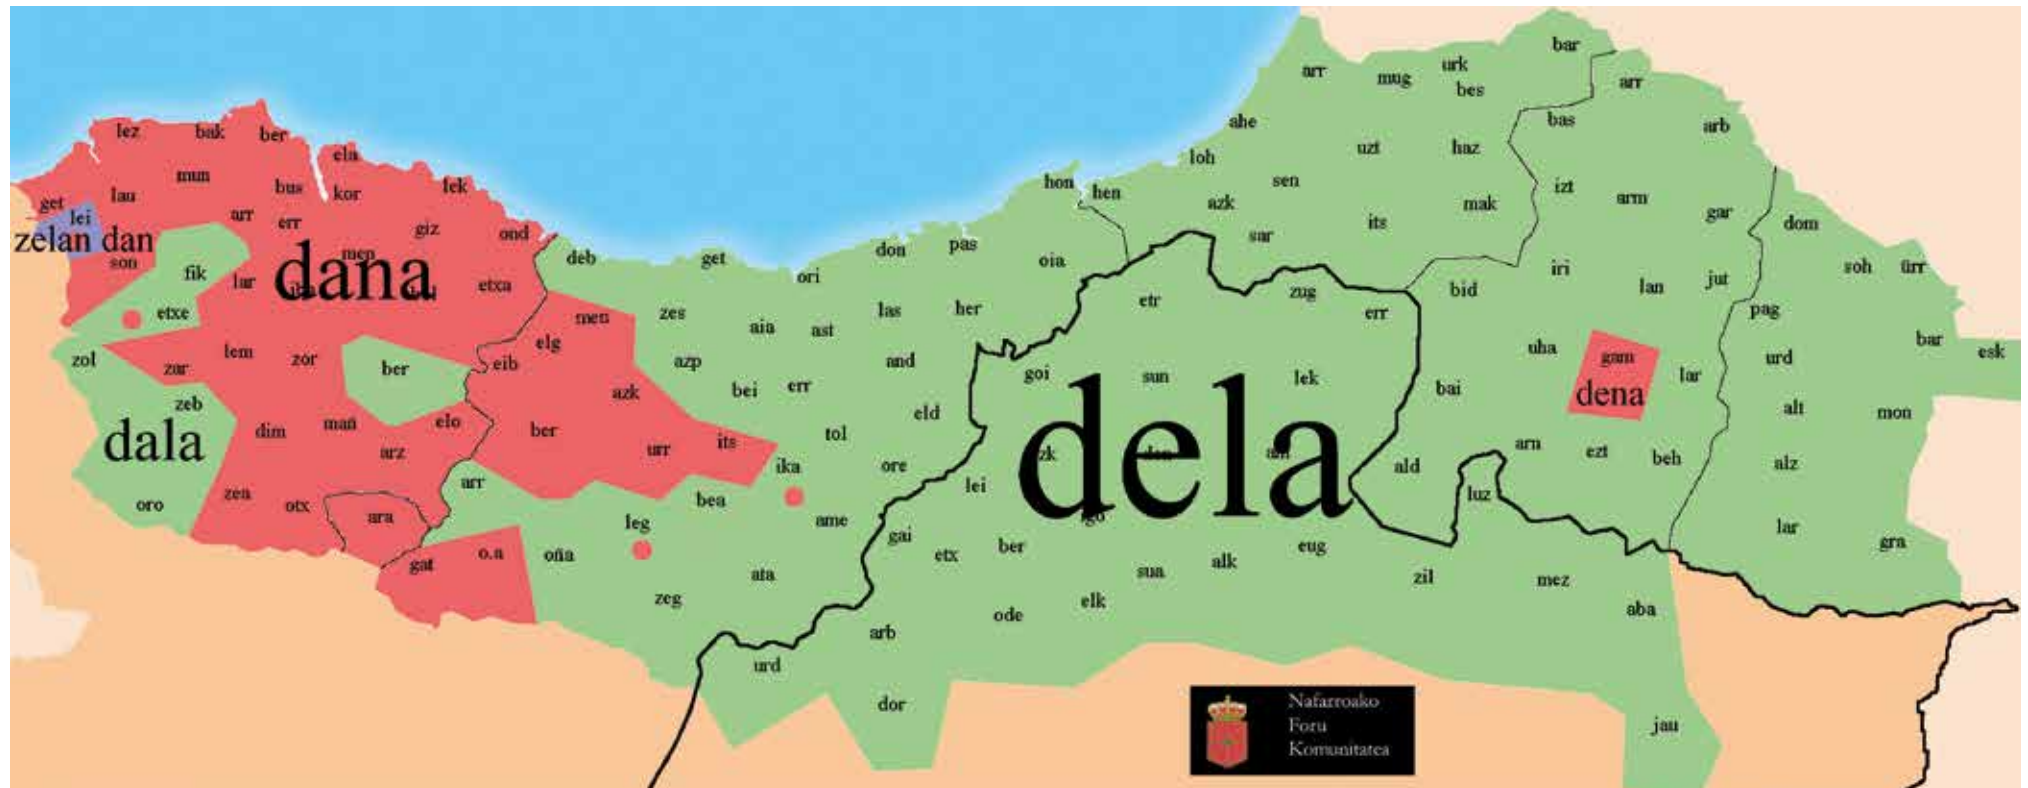 bar
urk
arr
mug
bes
arr
lez
bak
ber
ahe
bas
arb
ela
loh
uzt
haz
mun
bus
kor
lek
hon
hen
sen
izt
get
lau
lei
arr
err
azk
mak
arm
gar
zelan dan
giz
ond
its
dom
son
men
sar
fik
lar
dana
etxa
deb
get
ori
don
pas
oia
iri
soh
ürr
etxe
men
zes
aia
ast
las
her
etr
zug
err
bid
lan
jut
pag
zol
zar
lem
zor
ber
eib
elg
azp
and
goi
uha
gam
urd
bar
esk
zeb
azk
bei
err
sun
lek
bai
dena
lar
dala
dim
mañ
elo
ber
tol
eld
dela
alt
mon
arz
urr
its
ika
ore
zk
ald
arn
ezt
beh
alz
oro
zea
otx
ara
arr
leg
bea
ame
lei
luz
lar
gra
gat
o.a
oña
ata
gai
etx
ber
sua
alk
eug
zil
mez
zeg
arb
ode
elk
aba
urd
dor
jau
Nafarroako
Foru
Komunitatea